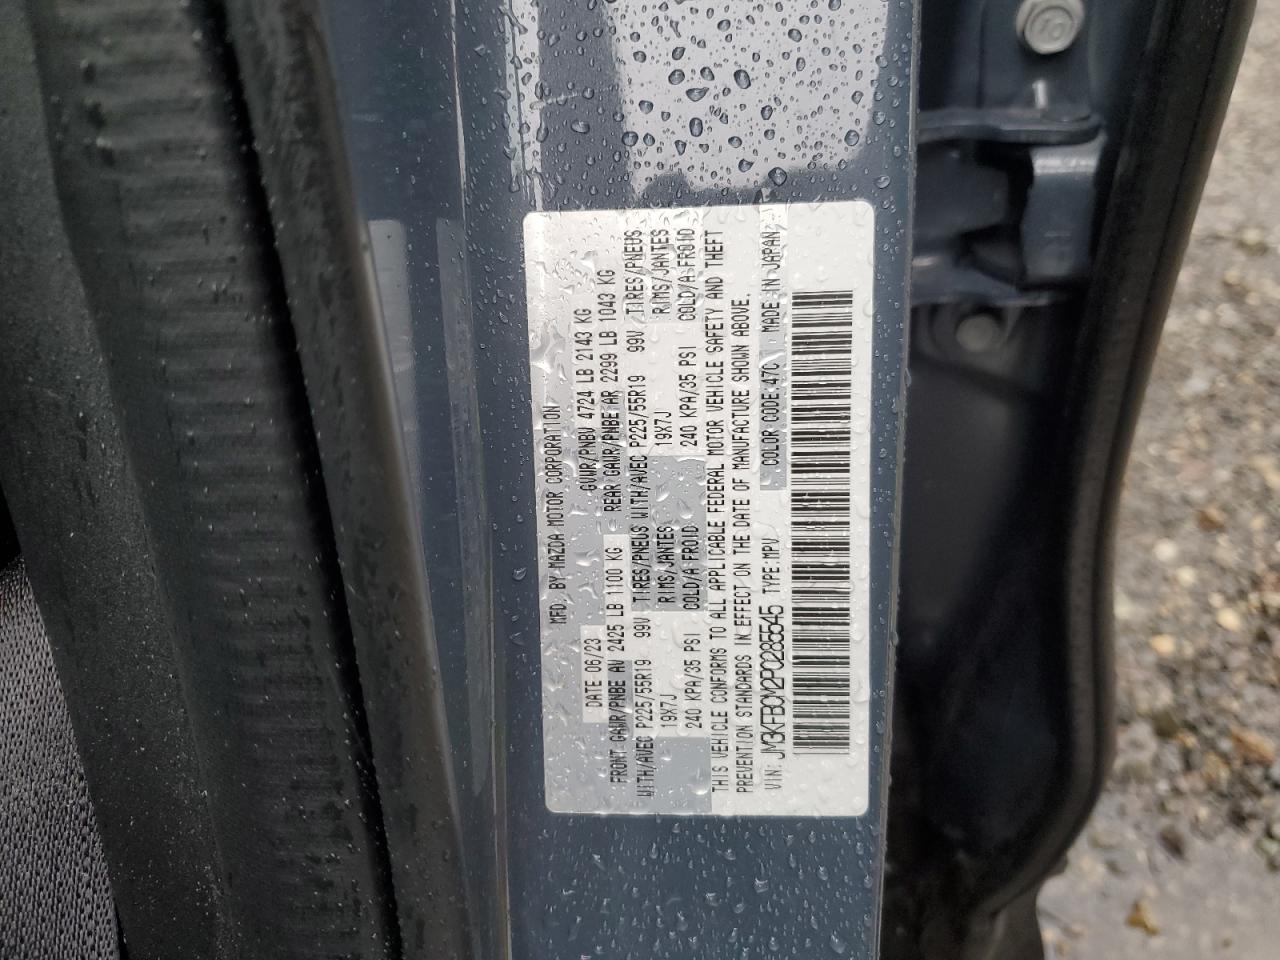 MFD. BY MAZDA MOTOR CORPORATION
DATE 06/23 GVWR/PNBV 4724 LB 2143 KG
FRONT GAWR/PNBE AV 2425 LB 1100 KG REAR GAWR/PNBE AR 2299 LB 1043 KG
WITH/AVEC P225/55R19 99V TIRES/PNEUS WITH/AVEC P225/55R19 99V TIRES/PNEUS
19X7J RIMS/JANTES 19X7J RIMS/JANTES
240 KPA/35 PSI COLD/A FROID 240 KPA/35 PSI COLD/A FROID
THIS VEHICLE CONFORMS TO ALL APPLICABLE FEDERAL MOTOR VEHICLE SAFETY AND THEFT
PREVENTION STANDARDS IN EFFECT ON THE DATE OF MANUFACTURE SHOWN ABOVE.
VIN: JM3KFBCM2P0285545 TYPE:MPV COLOR CODE:47C MADE IN JAPAN
10